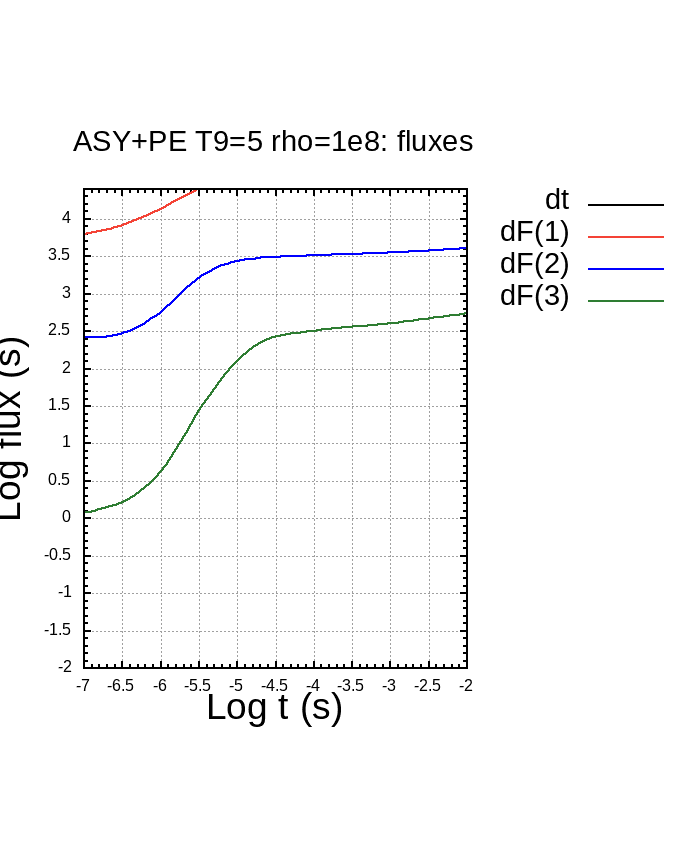 ASY+PE T9=5 rho=1e8: fluxes
dt
dF(1)
dF(2)
dF(3)
Log flux (s)
4
3.5
3
2.5
2
1.5
1
0.5
0
-0.5
-1
-1.5
-2
-7 -6.5 -6 -5.5 -5 -4.5 -4 -3.5 -3 -2.5 -2
Log t (s)